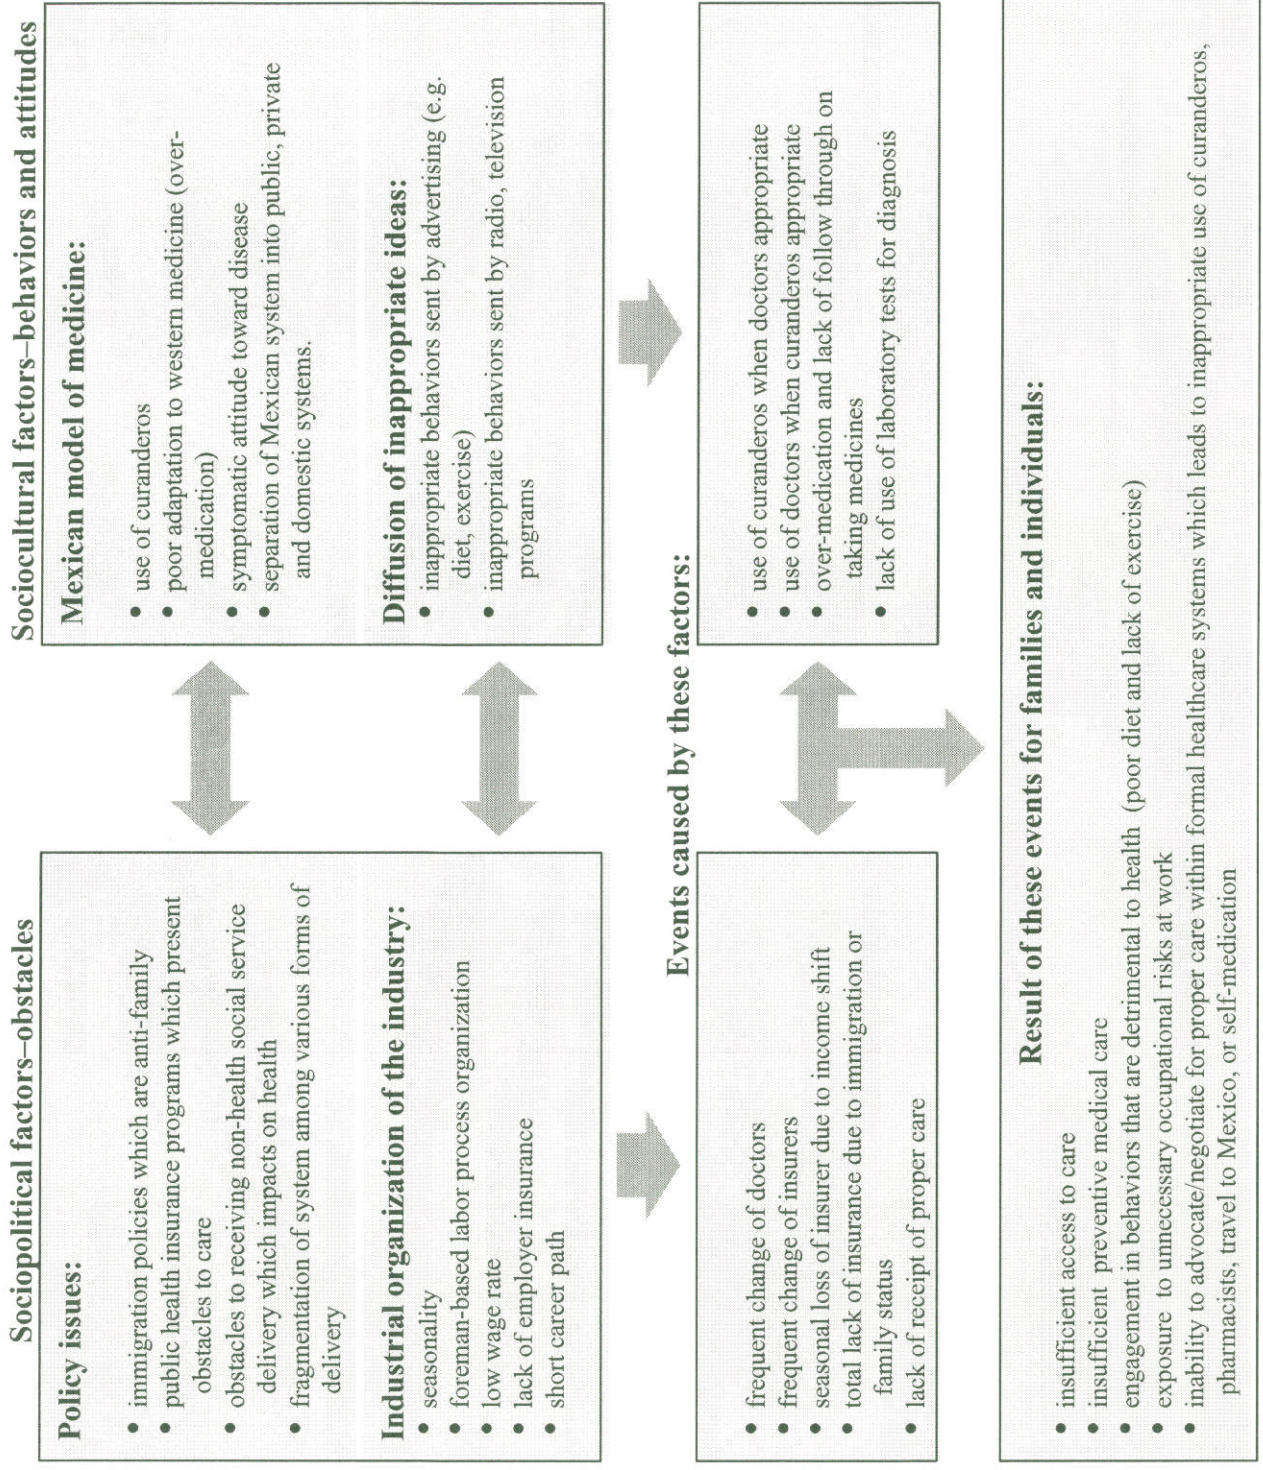 Sociopolitical factors–obstacles
Policy issues:
• immigration policies which are anti-family
• public health insurance programs which present
obstacles to care
• obstacles to receiving non-health social service
delivery which impacts on health
• fragmentation of system among various forms of
delivery
Industrial organization of the industry:
• seasonality
• foreman-based labor process organization
• low wage rate
• lack of employer insurance
• short career path
Sociocultural factors–behaviors and attitudes
Mexican model of medicine:
• use of curanderos
• poor adaptation to western medicine (over-
medication)
• symptomatic attitude toward disease
• separation of Mexican system into public, private
and domestic systems.
Diffusion of inappropriate ideas:
• inappropriate behaviors sent by advertising (e.g.
diet, exercise)
• inappropriate behaviors sent by radio, television
programs
Events caused by these factors:
• frequent change of doctors
• frequent change of insurers
• seasonal loss of insurer due to income shift
• total lack of insurance due to immigration or
family status
• lack of receipt of proper care
• use of curanderos when doctors appropriate
• use of doctors when curanderos appropriate
• over-medication and lack of follow through on
taking medicines
• lack of use of laboratory tests for diagnosis
Result of these events for families and individuals:
• insufficient access to care
• insufficient preventive medical care
• engagement in behaviors that are detrimental to health (poor diet and lack of exercise)
• exposure to unnecessary occupational risks at work
• inability to advocate/negotiate for proper care within formal healthcare systems which leads to inappropriate use of curanderos,
pharmacists, travel to Mexico, or self-medication